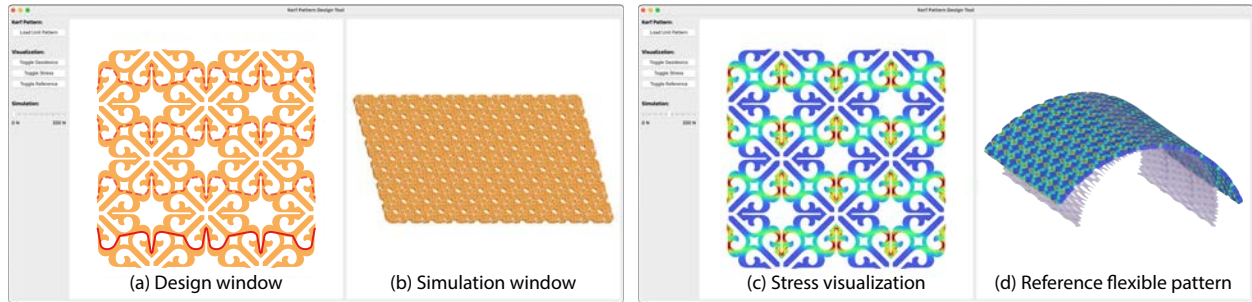 Kerf Pattern Design Tool
Kerf Pattern:
Load Unit Pattern
Visualization:
Toggle Geodesics
Toggle Stress
Toggle Reference
Simulation:
0 N
(a) Design window
(b) Simulation window
Kerf Pattern Design Tool
Kerf Pattern:
Load Unit Pattern
Visualization:
Toggle Geodesics
Toggle Stress
Toggle Reference
Simulation:
0 N
(c) Stress visualization
(d) Reference flexible pattern